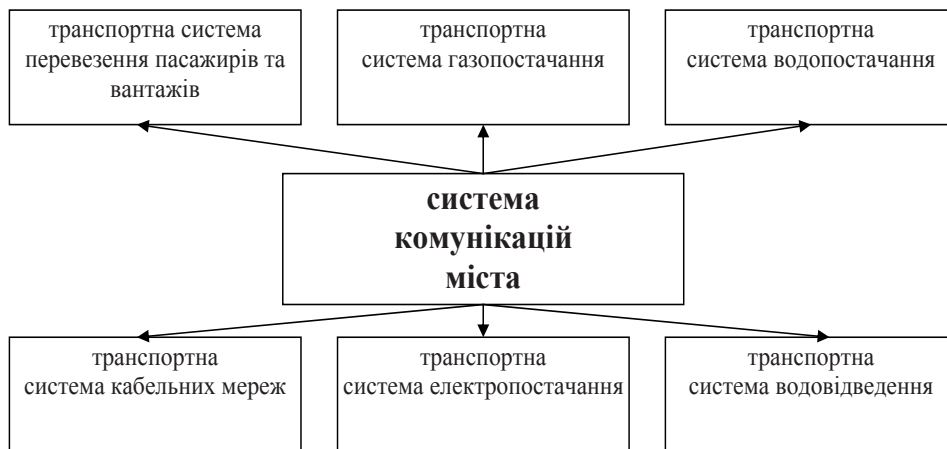 транспортна система
перевезення пасажирів та
вантажів
транспортна
система газопостачання
транспортна
система водопостачання
система
комунікацій
міста
транспортна
система кабельних мереж
транспортна
система електропостачання
транспортна
система водовідведення